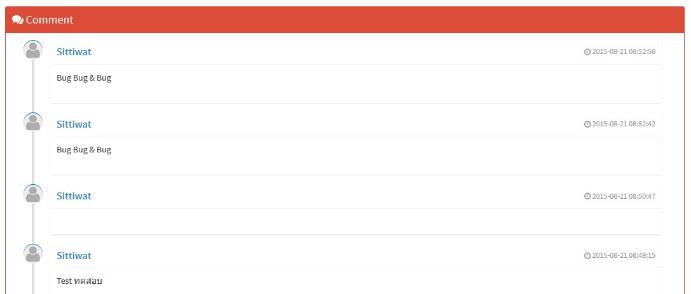 Comment
Sittiwat 2015-08-21 08:52:56
Bug Bug & Bug
Sittiwat 2015-08-21 08:52:42
Bug Bug & Bug
Sittiwat 2015-08-21 08:50:47
Sittiwat 2015-08-21 08:49:15
Test ทดสอบ